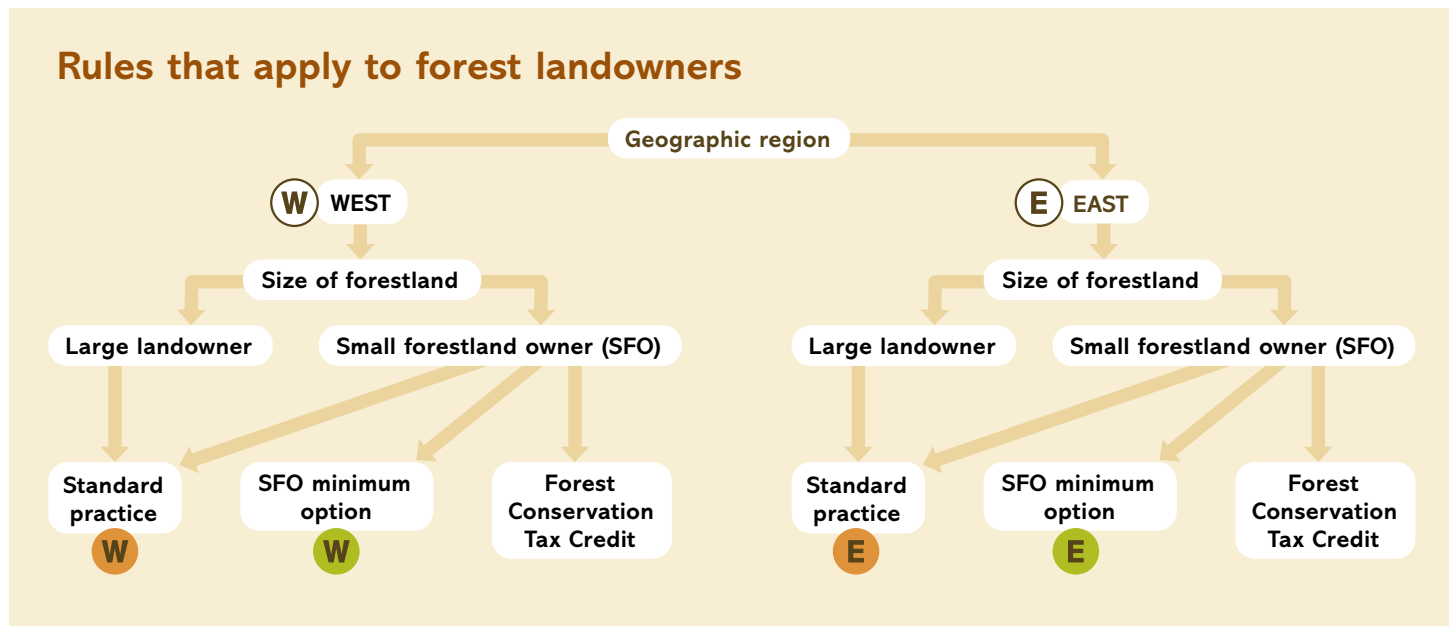 Rules that apply to forest landowners
Geographic region
W WEST
E EAST
Size of forestland
Size of forestland
Large landowner
Small forestland owner (SFO)
Large landowner
Small forestland owner (SFO)
Standard
practice
W
SFO minimum
option
W
Forest
Conservation
Tax Credit
Standard
practice
E
SFO minimum
option
E
Forest
Conservation
Tax Credit